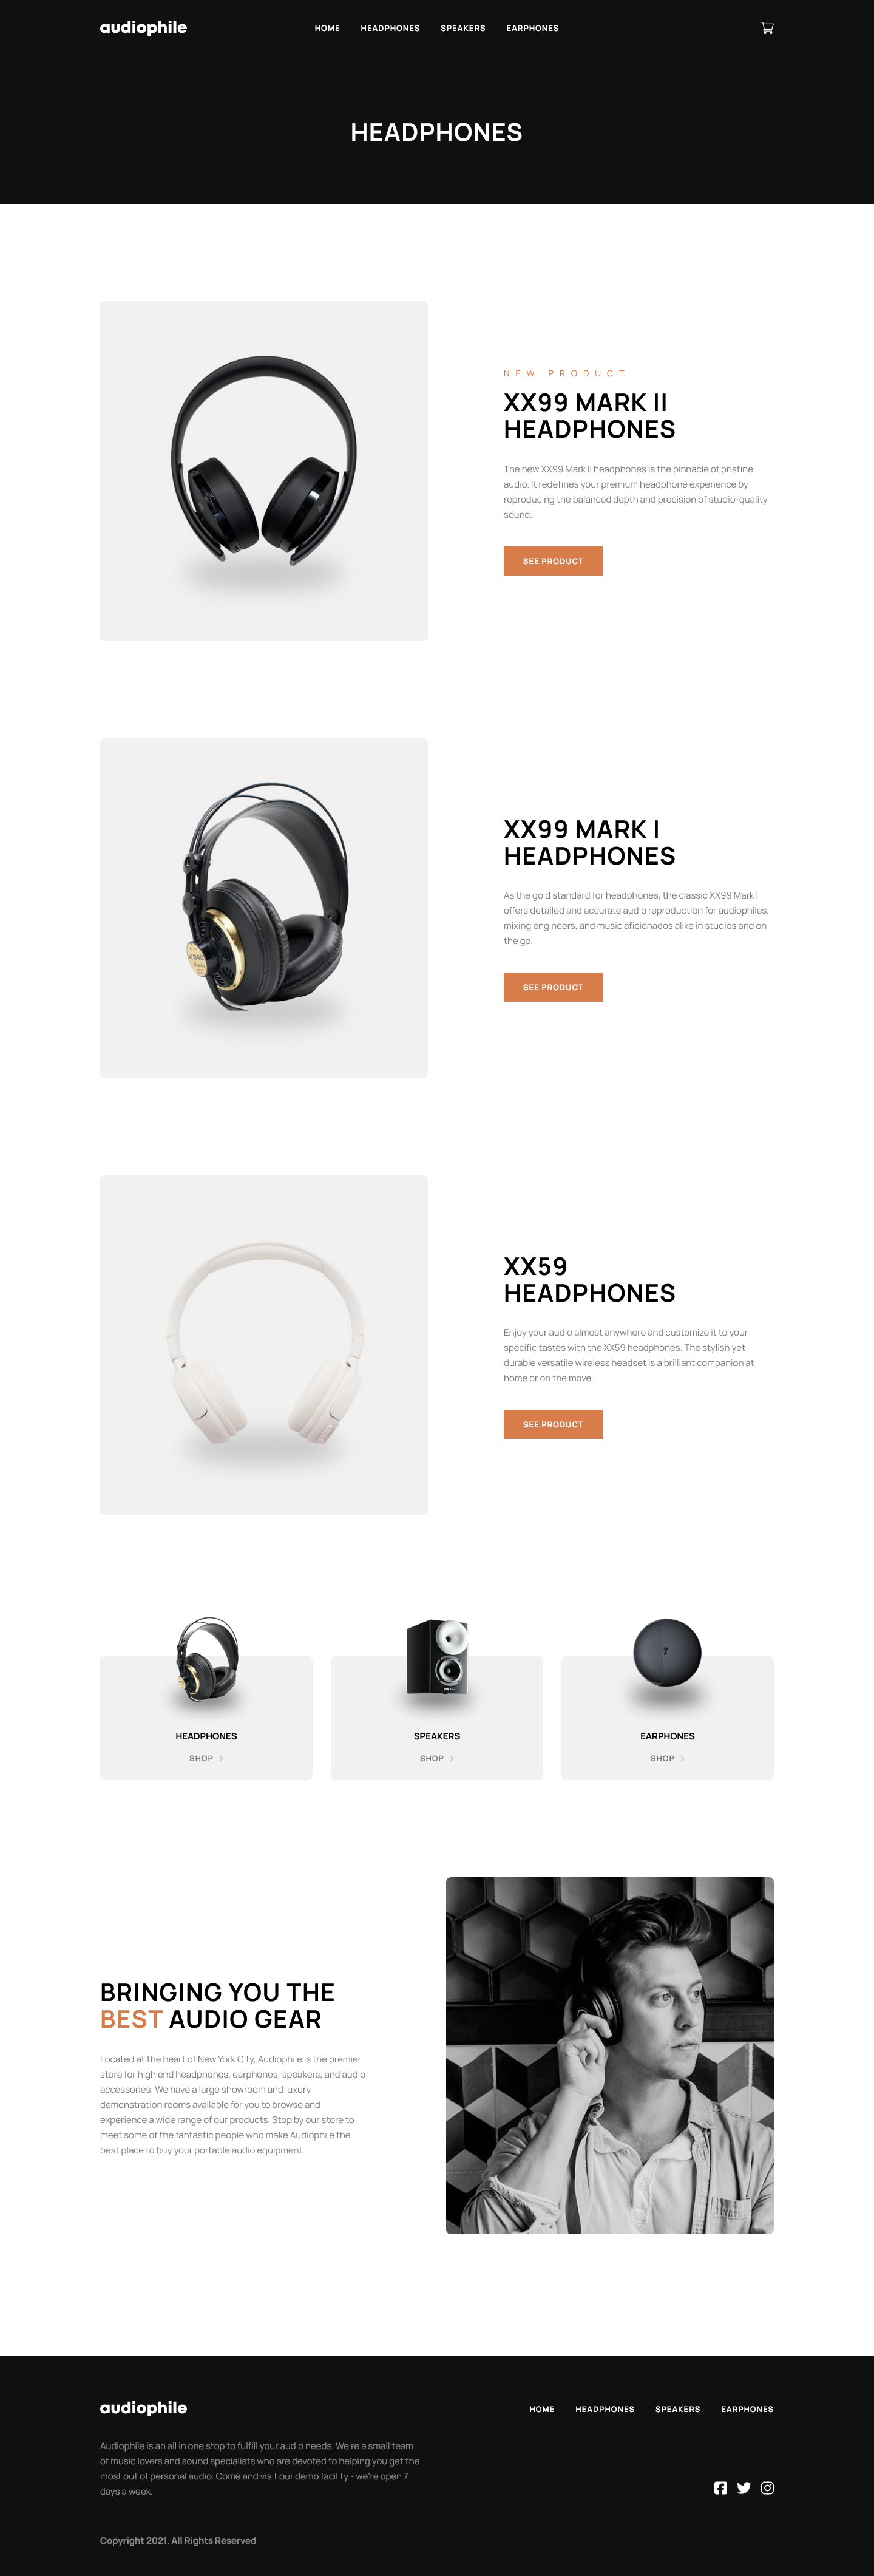 audiophile
HOME HEADPHONES SPEAKERS EARPHONES
HEADPHONES
NEW PRODUCT
XX99 MARK II
HEADPHONES
The new XX99 Mark II headphones is the pinnacle of pristine
audio. It redefines your premium headphone experience by
reproducing the balanced depth and precision of studio-quality
sound.
SEE PRODUCT
XX99 MARK I
HEADPHONES
As the gold standard for headphones, the classic XX99 Mark I
offers detailed and accurate audio reproduction for audiophiles,
mixing engineers, and music aficionados alike in studios and on
the go.
SEE PRODUCT
XX59
HEADPHONES
Enjoy your audio almost anywhere and customize it to your
specific tastes with the XX59 headphones. The stylish yet
durable versatile wireless headset is a brilliant companion at
home or on the move.
SEE PRODUCT
HEADPHONES
SHOP
SPEAKERS
SHOP
EARPHONES
SHOP
BRINGING YOU THE
BEST AUDIO GEAR
Located at the heart of New York City, Audiophile is the premier
store for high end headphones, earphones, speakers, and audio
accessories. We have a large showroom and luxury
demonstration rooms available for you to browse and
experience a wide range of our products. Stop by our store to
meet some of the fantastic people who make Audiophile the
best place to buy your portable audio equipment.
audiophile
HOME HEADPHONES SPEAKERS EARPHONES
Audiophile is an all in one stop to fulfill your audio needs. We're a small team
of music lovers and sound specialists who are devoted to helping you get the
most out of personal audio. Come and visit our demo facility - we're open 7
days a week.
Copyright 2021. All Rights Reserved